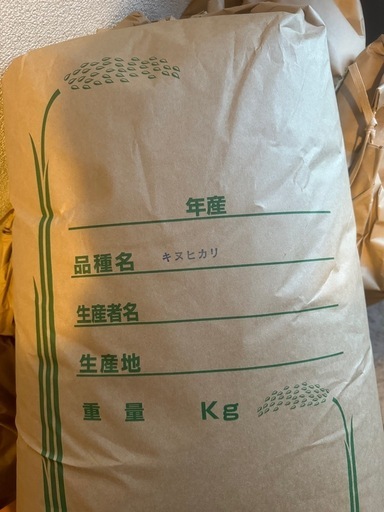 年産
品種名 キヌヒカリ
生産者名
生産地
重量 Kg